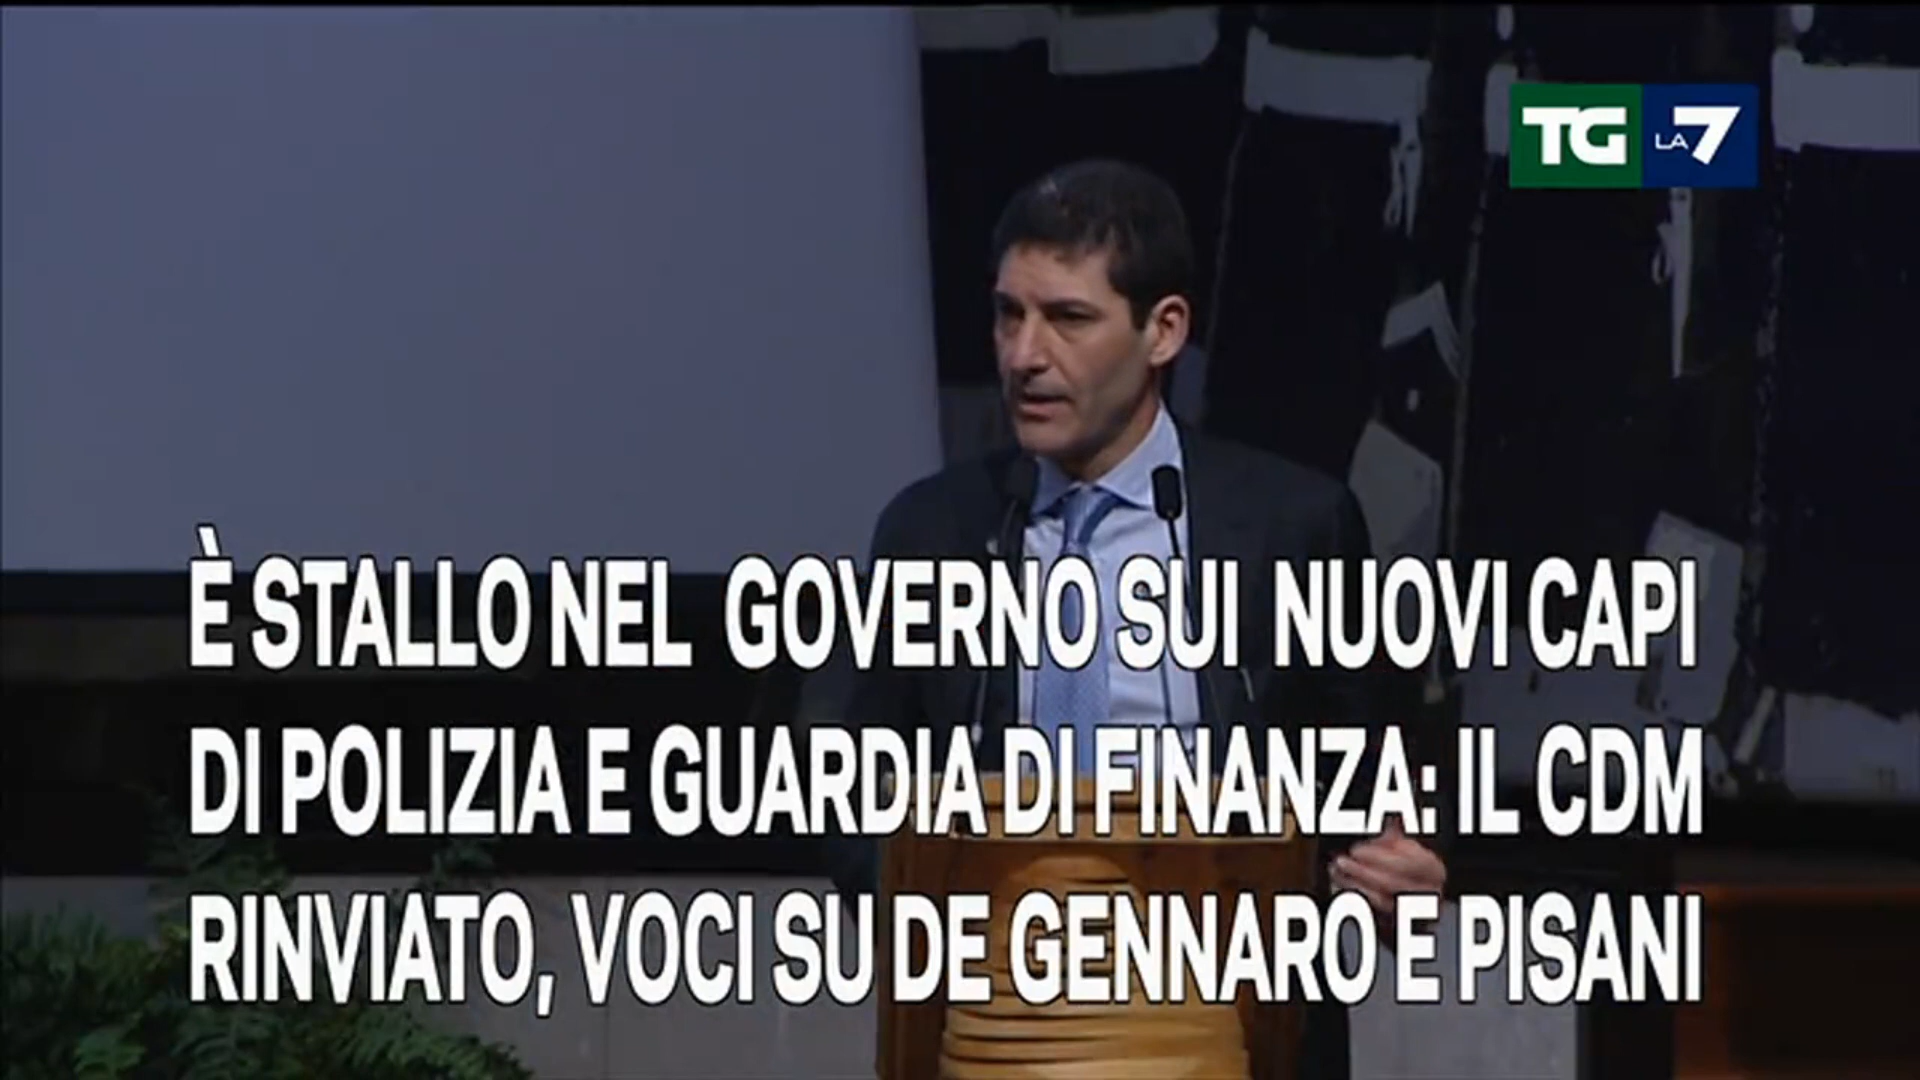 TG LA7
È STALLO NEL GOVERNO SUI NUOVI CAPI
DI POLIZIA E GUARDIA DI FINANZA: IL CDM
RINVIATO, VOCI SU DE GENNARO E PISANI